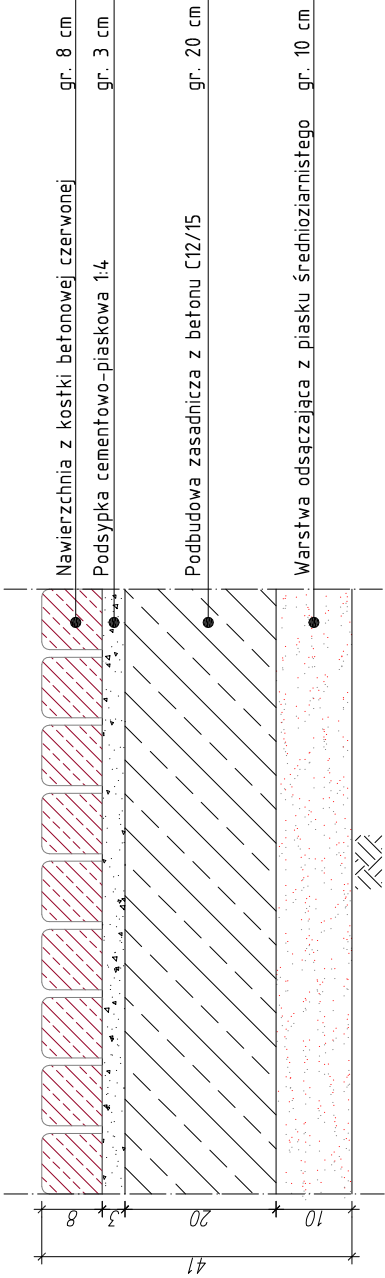 Nawierzchnia z kostki betonowej czerwonej gr. 8 cm
Podsypka cementowo-piaskowa 1:4 gr. 3 cm
Podbudowa zasadnicza z betonu C12/15 gr. 20 cm
Warstwa odsączająca z piasku średnioziarnistego gr. 10 cm
8
3
20
10
41